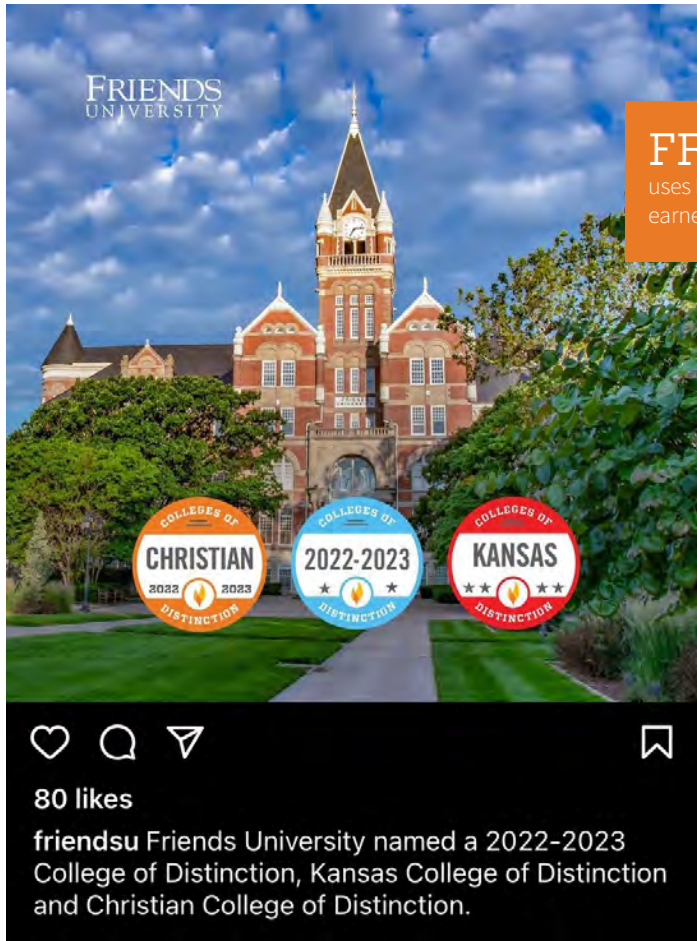 FRIENDS
UNIVERSITY
uses
earne
FRIENDS
UNIVERSITY
COLLEGES OF
CHRISTIAN
2022 2023
DISTINCTION
COLLEGES OF
2022-2023
DISTINCTION
COLLEGES OF
KANSAS
DISTINCTION
80 likes
friendsu Friends University named a 2022-2023
College of Distinction, Kansas College of Distinction
and Christian College of Distinction.